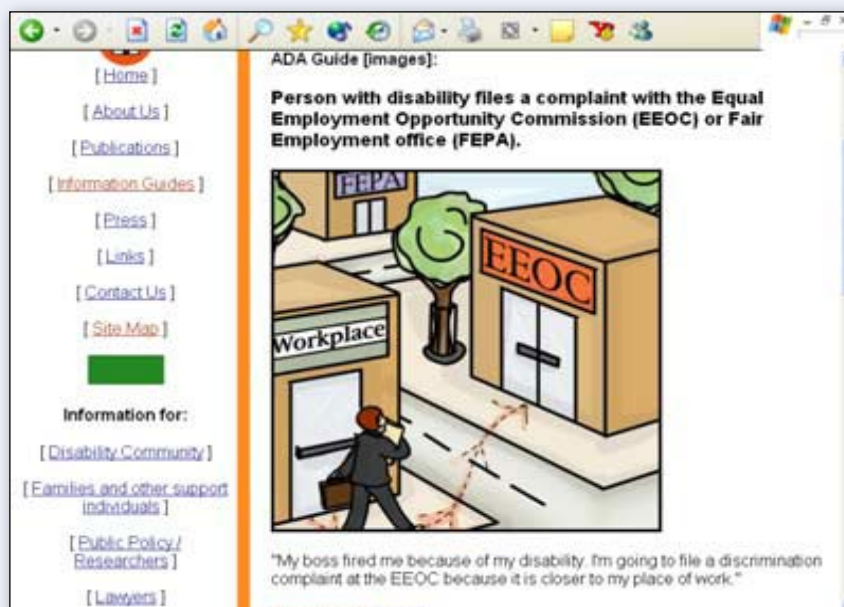 [ Home ]
[ About Us ]
[ Publications ]
[ Information Guides ]
[ Press ]
[ Links ]
[ Contact Us ]
[ Site Map ]
Information for:
[ Disability Community ]
[ Families and other support
individuals ]
[ Public Policy /
Researchers ]
[ Lawyers ]
ADA Guide [images]:
Person with disability files a complaint with the Equal
Employment Opportunity Commission (EEOC) or Fair
Employment office (FEPA).
FEPA
EEOC
Workplace
"My boss fired me because of my disability. I'm going to file a discrimination
complaint at the EEOC because it is closer to my place of work."